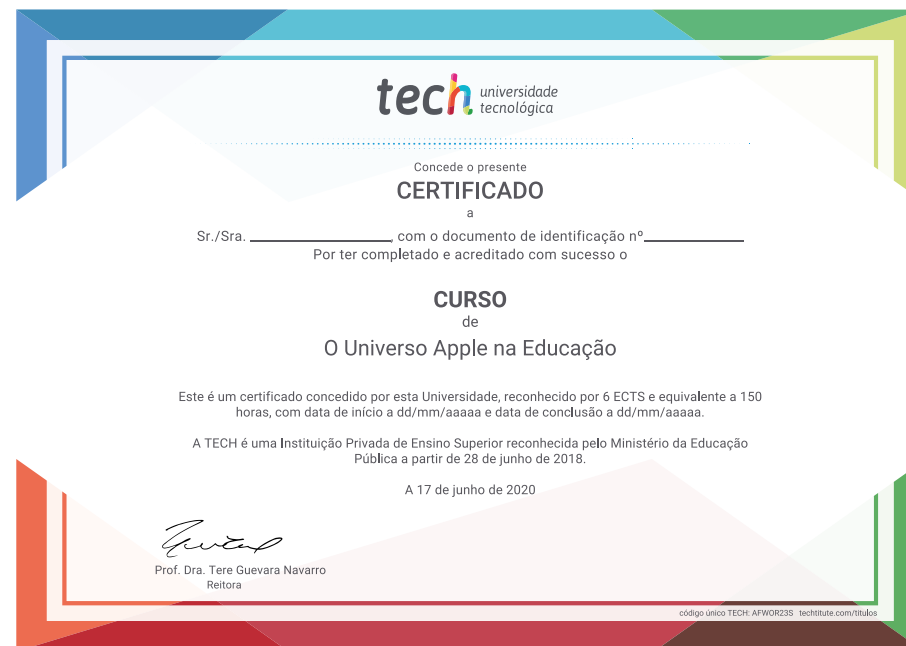 tech universidade
tecnológica
Concede o presente
CERTIFICADO
a
Sr./Sra. ____________________, com o documento de identificação nº______________
Por ter completado e acreditado com sucesso o
CURSO
de
O Universo Apple na Educação
Este é um certificado concedido por esta Universidade, reconhecido por 6 ECTS e equivalente a 150
horas, com data de início a dd/mm/aaaaa e data de conclusão a dd/mm/aaaaa.
A TECH é uma Instituição Privada de Ensino Superior reconhecida pelo Ministério da Educação
Pública a partir de 28 de junho de 2018.
A 17 de junho de 2020
Prof. Dra. Tere Guevara Navarro
Reitora
código único TECH: AFWOR23S techtitute.com/titulos